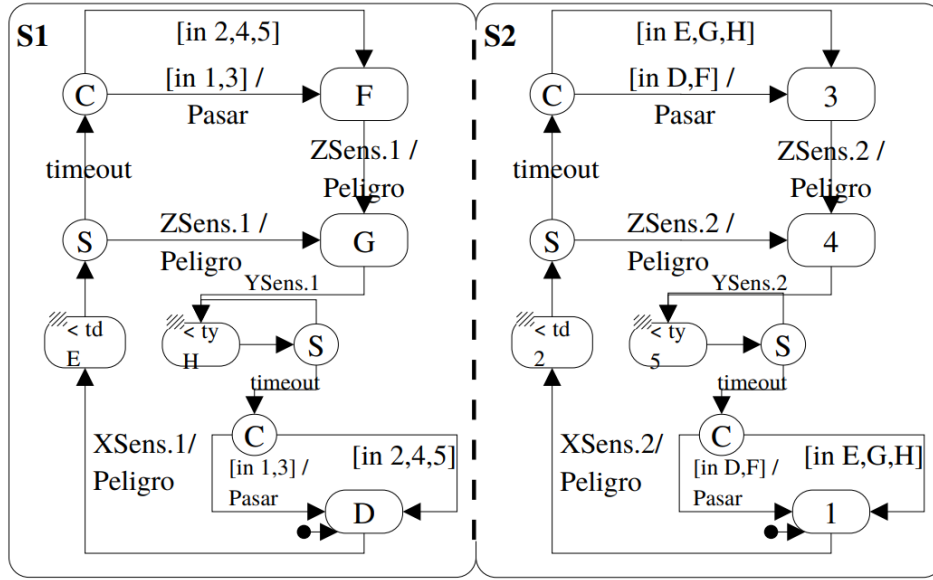 S1
[in 2,4,5]
C
[in 1,3] /
Pasar
F
timeout
ZSens.1 /
Peligro
S
ZSens.1 /
Peligro
G
YSens.1
< td
E
< ty
H
S
timeout
XSens.1/
Peligro
C
[in 1,3] /
Pasar
[in 2,4,5]
D
S2
[in E,G,H]
C
[in D,F] /
Pasar
3
timeout
ZSens.2 /
Peligro
S
ZSens.2 /
Peligro
4
YSens.2
< td
2
< ty
5
S
timeout
XSens.2/
Peligro
C
[in D,F] /
Pasar
[in E,G,H]
1